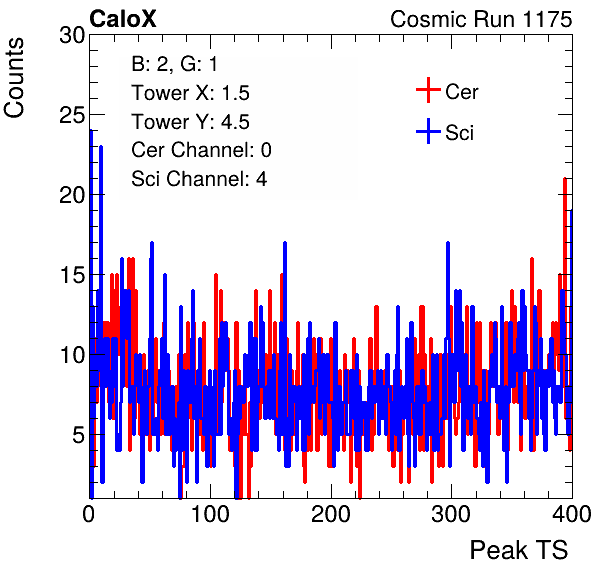 CaloX
Cosmic Run 1175
Counts
30
25
20
15
10
5
B: 2, G: 1
Tower X: 1.5
Tower Y: 4.5
Cer Channel: 0
Sci Channel: 4
Cer
Sci
0
100
200
300
400
Peak TS